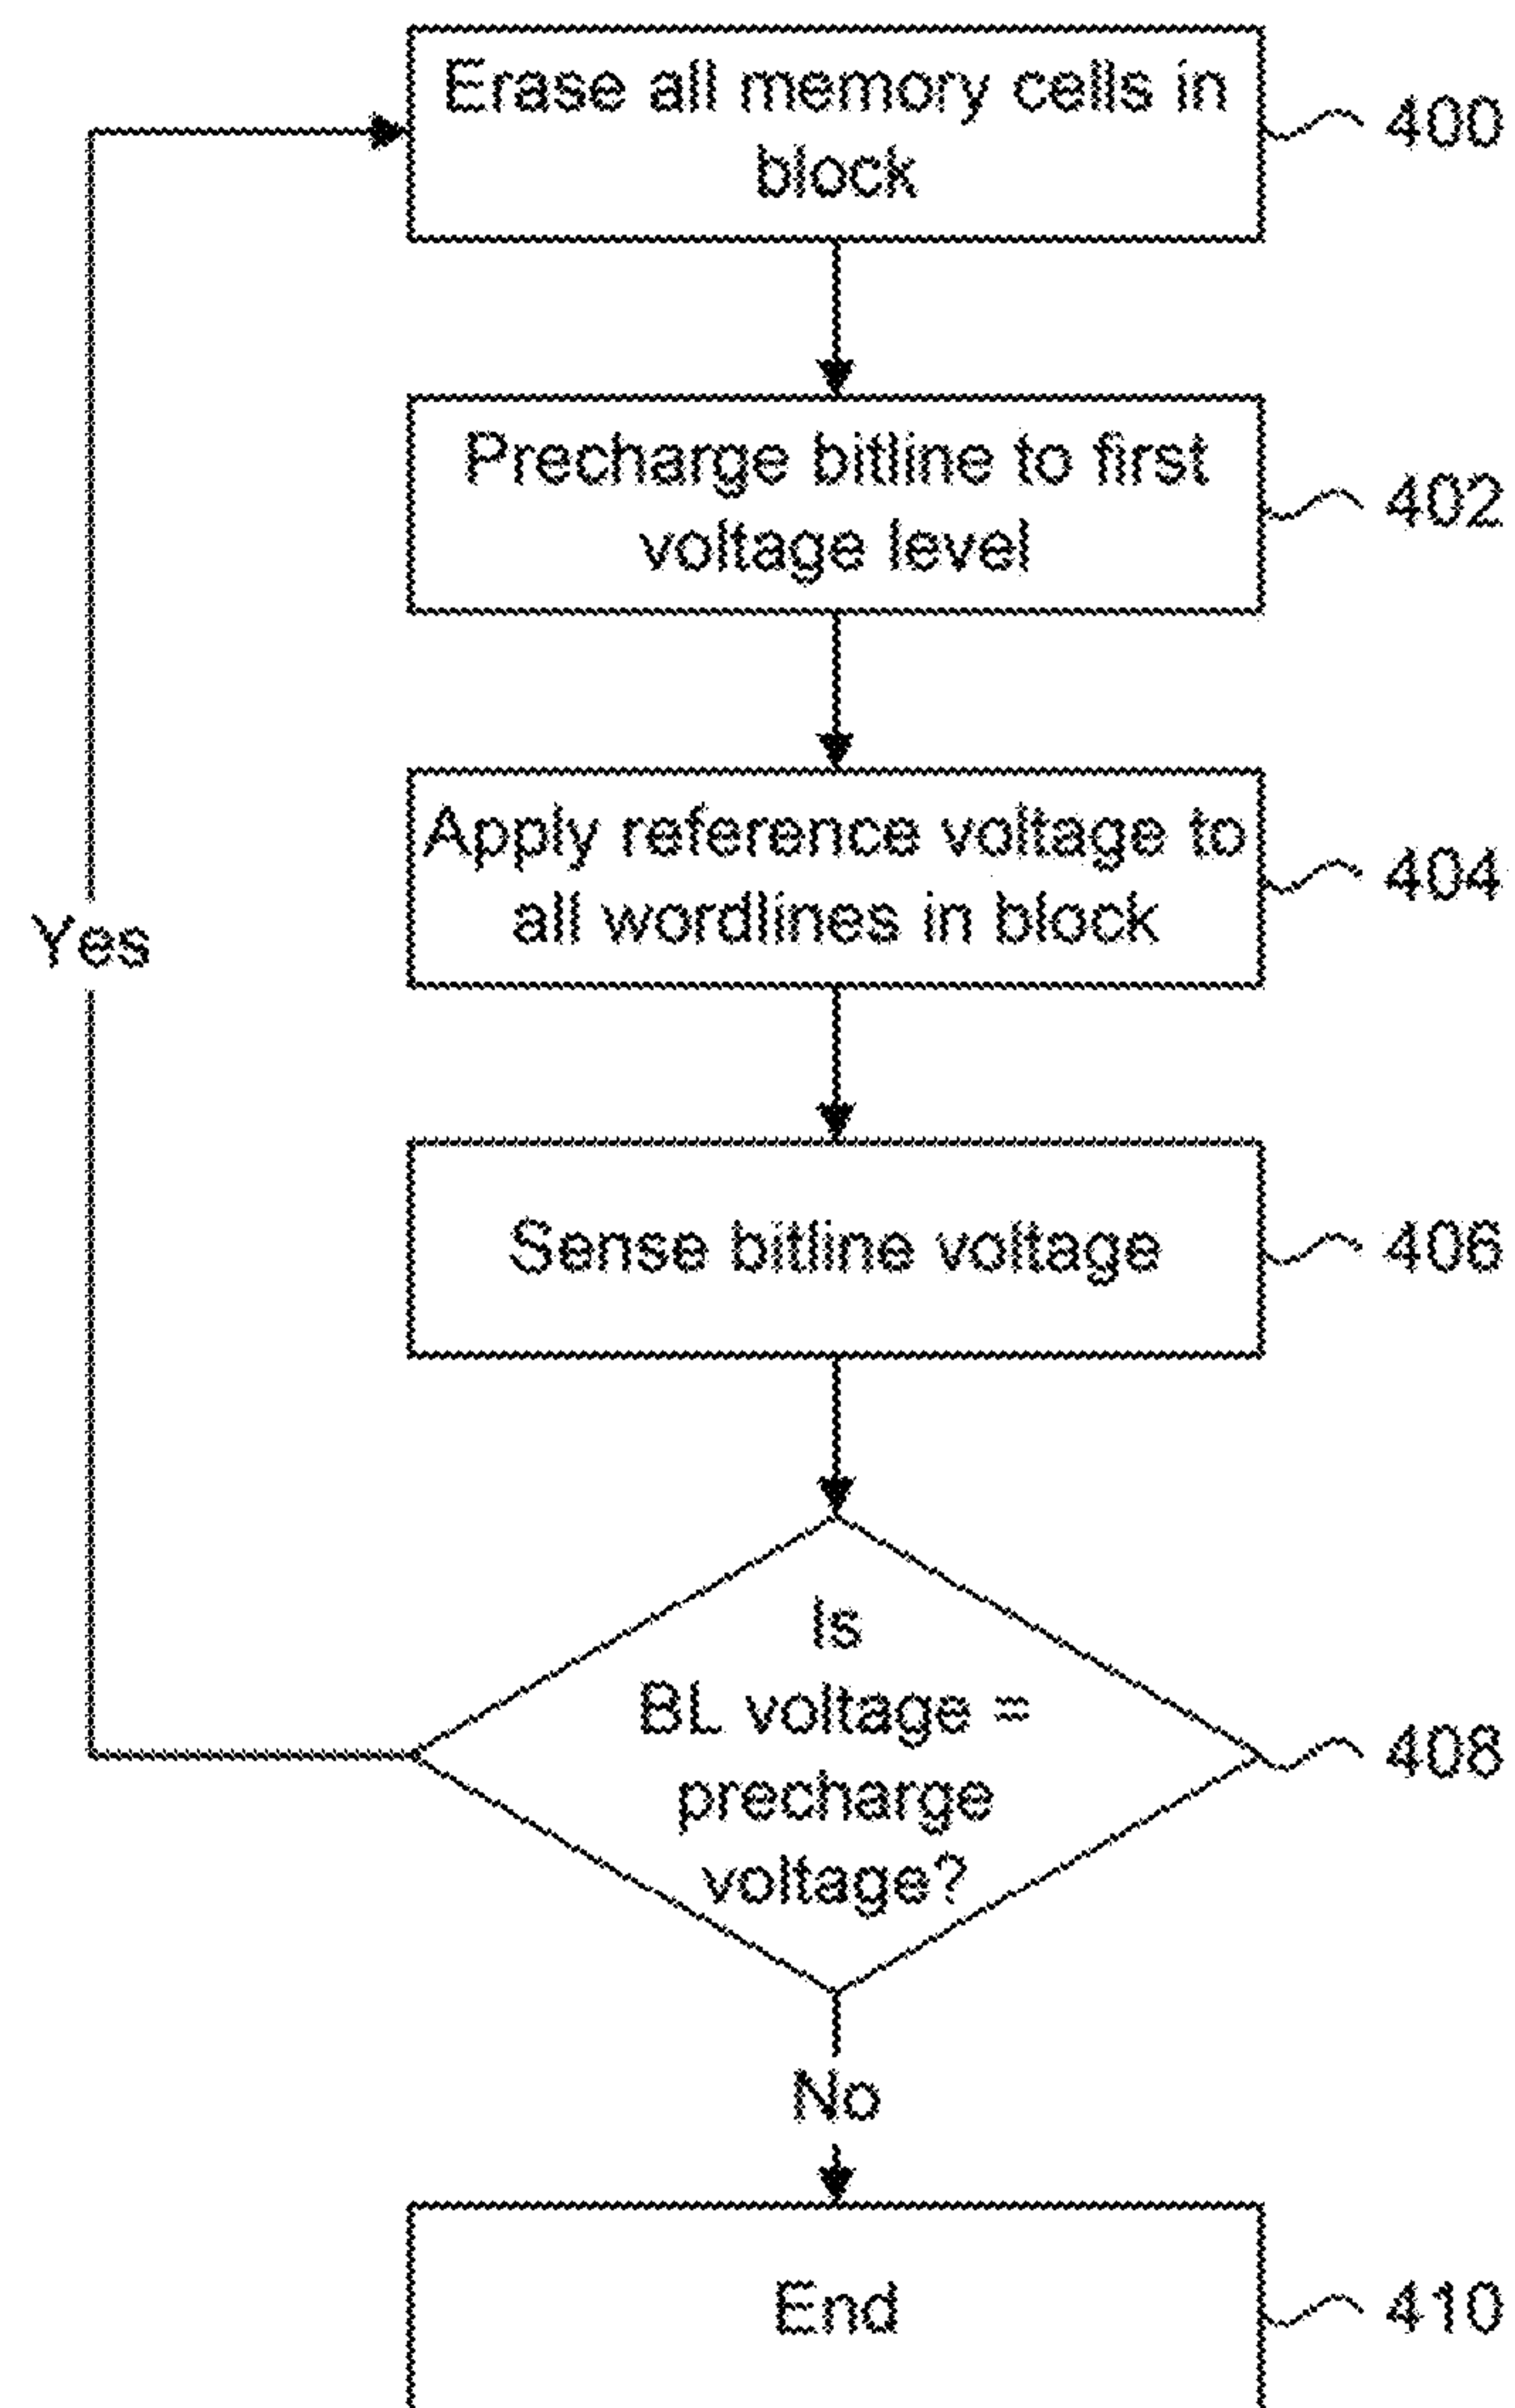 Erase all memory cells in
block
400
Precharge bitline to first
voltage level
402
Apply reference voltage to
all wordlines in block
404
Yes
Sense bitline voltage
406
Is
BL voltage =
precharge
voltage?
408
No
End
410